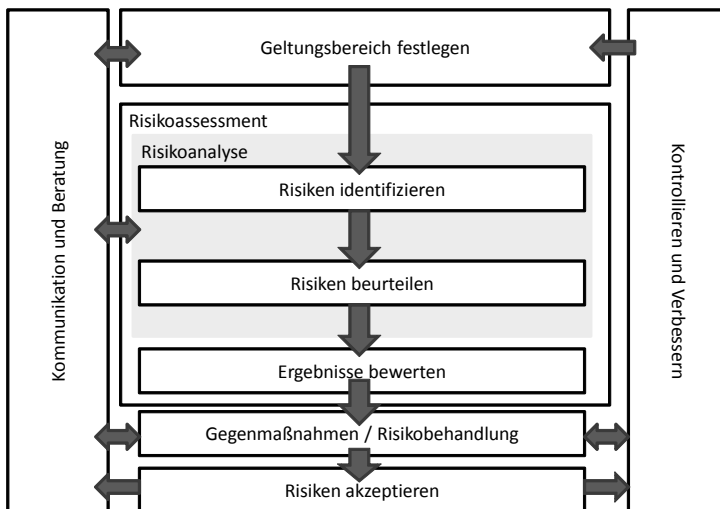 Geltungsbereich festlegen
Risikoassessment
Risikoanalyse
Risiken identifizieren
Risiken beurteilen
Ergebnisse bewerten
Gegenmaßnahmen / Risikobehandlung
Risiken akzeptieren
Kommunikation und Beratung
Kontrollieren und Verbessern